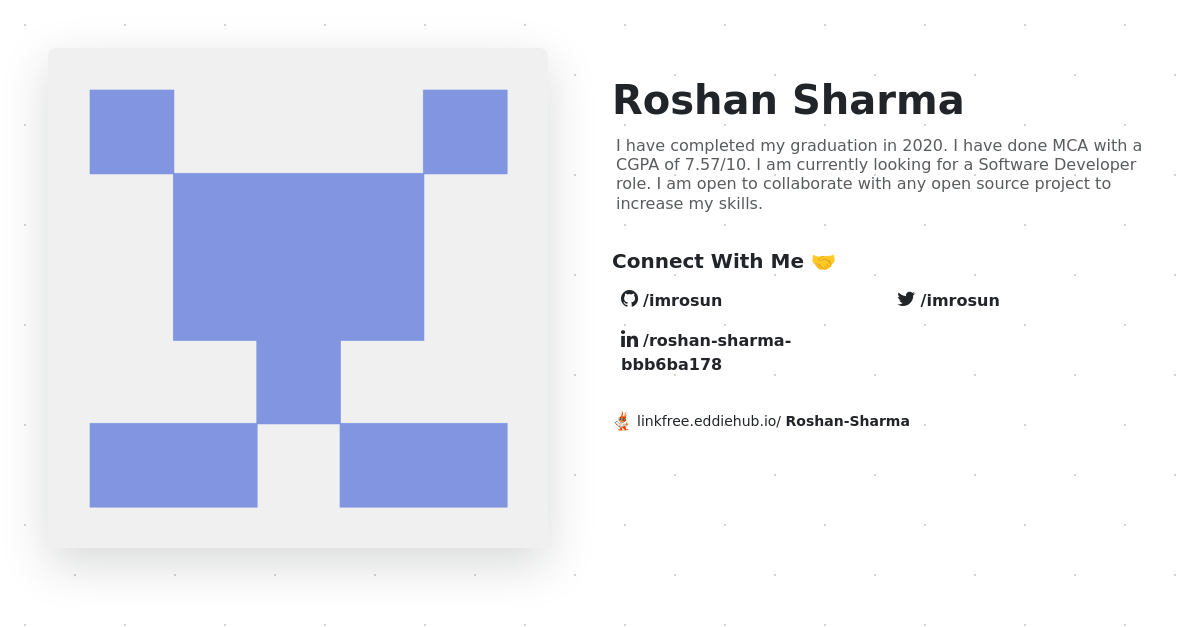 Roshan Sharma
I have completed my graduation in 2020. I have done MCA with a
CGPA of 7.57/10. I am currently looking for a Software Developer
role. I am open to collaborate with any open source project to
increase my skills.
Connect With Me 🤝
/imrosun
/imrosun
/roshan-sharma-
bbb6ba178
linkfree.eddiehub.io/ Roshan-Sharma